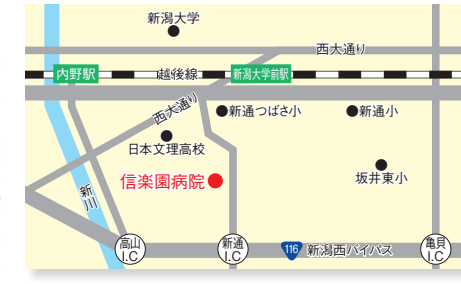 新潟大学
西大通り
内野駅
越後線
新潟大学前駅
西大通り
新通つばさ小
新通小
日本文理高校
坂井東小
信楽園病院
新川
高山
I.C
新通
I.C
116
新潟西バイパス
亀貝
I.C